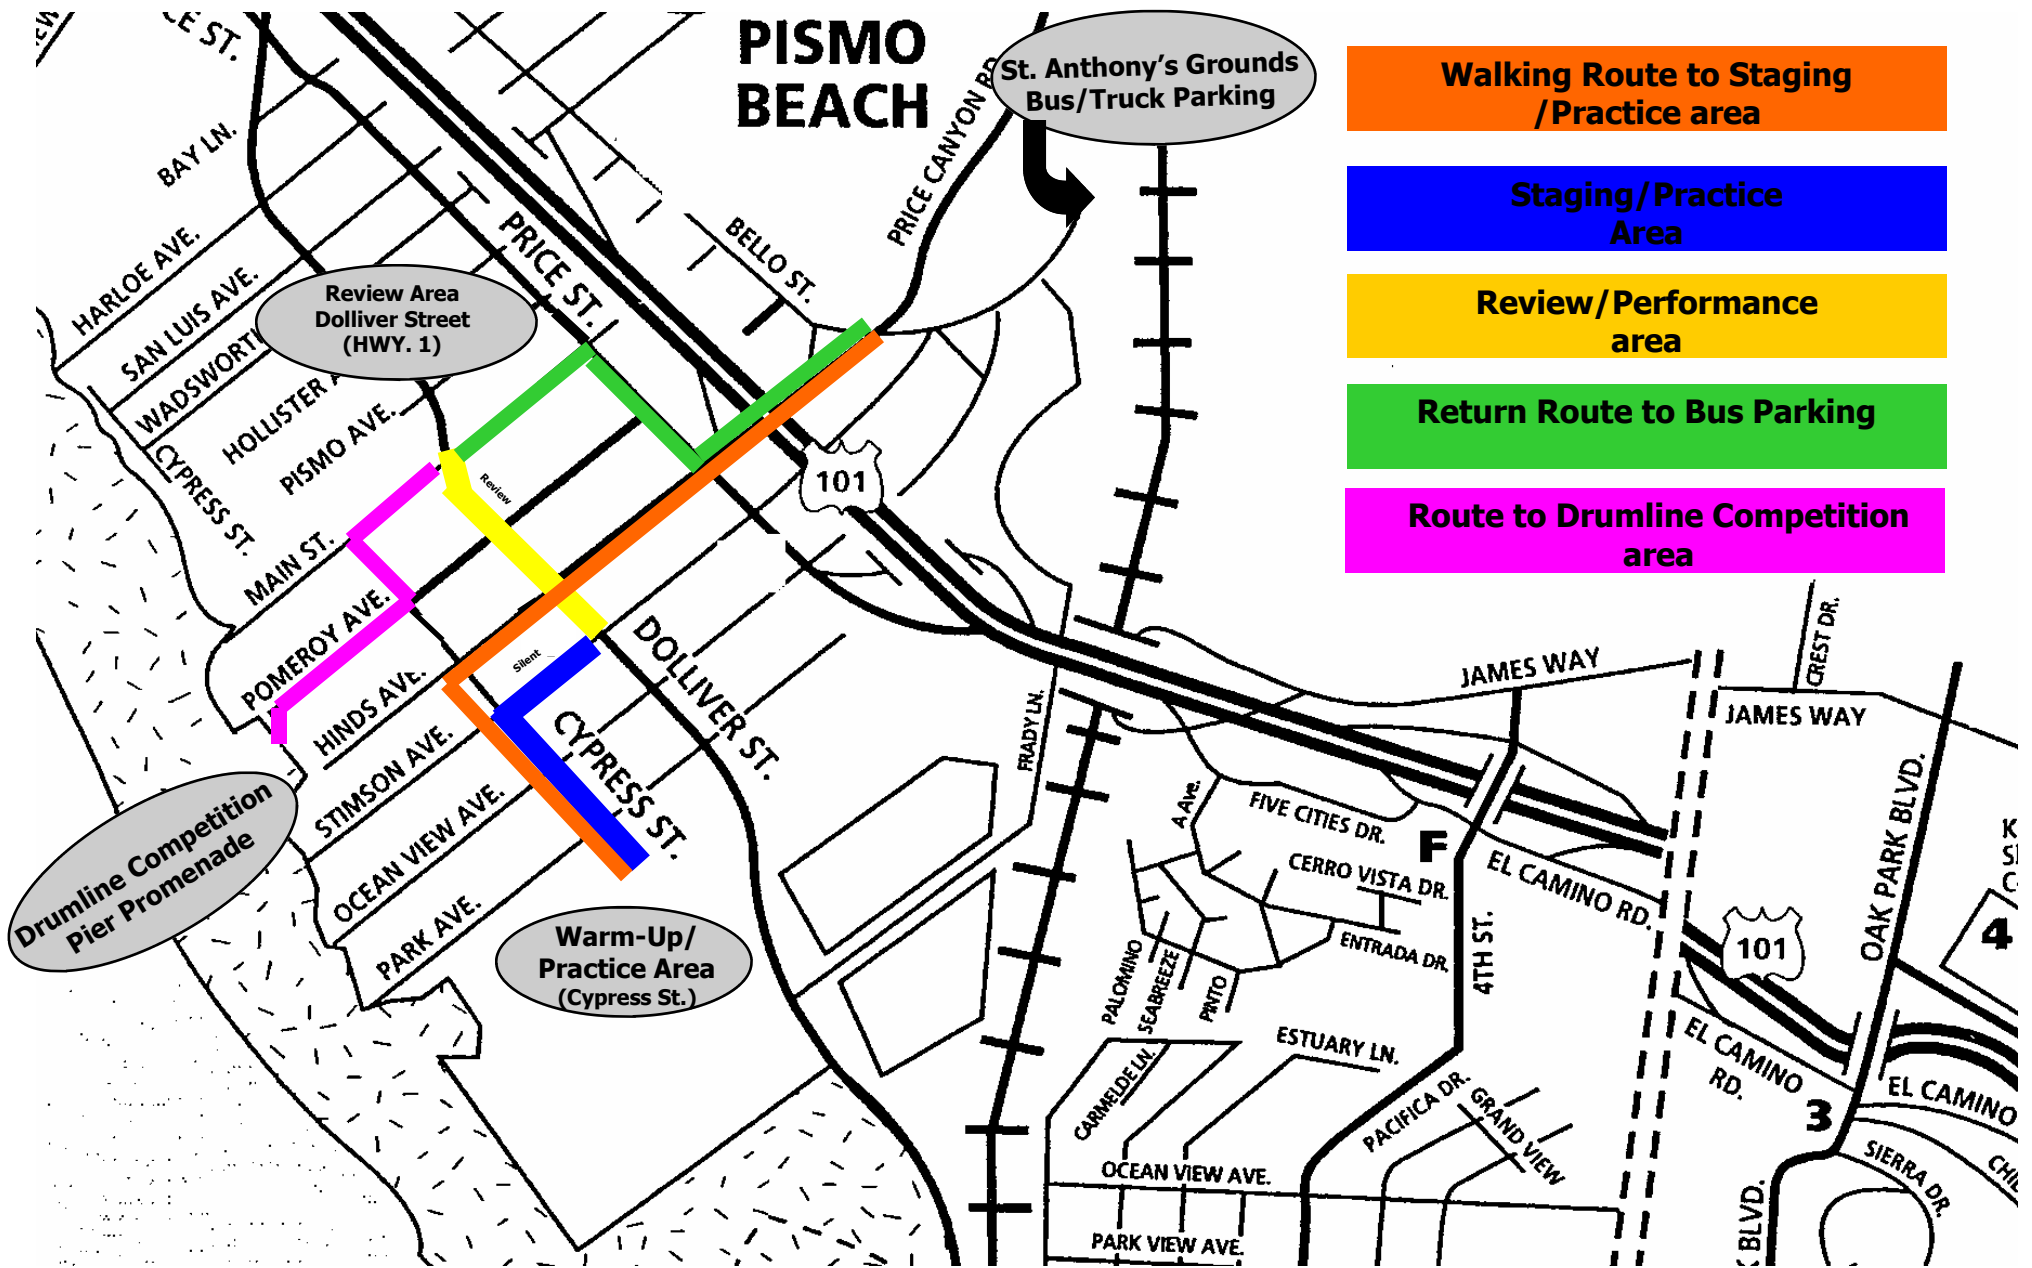 CE ST.
PISMO
BEACH
St. Anthony's Grounds
Bus/Truck Parking
PRICE CANYON RD
Walking Route to Staging
/Practice area
Staging/Practice
Area
Review/Performance
area
Return Route to Bus Parking
Route to Drumline Competition
area
BAY LN.
HARLOE AVE.
SAN LUIS AVE.
WADSWORTH
HOLLISTER A
PISMO AVE.
CYPRESS ST.
PRICE ST.
BELLO ST.
Review Area
Dolliver Street
(HWY. 1)
Review
101
MAIN ST.
POMEROY AVE.
HINDS AVE.
STIMSON AVE.
OCEAN VIEW AVE.
PARK AVE.
Silent
DOLLIVER ST.
CYPRESS ST.
Drumline Competition
Pier Promenade
Warm-Up/
Practice Area
(Cypress St.)
FRADY LN.
JAMES WAY
CREST DR.
JAMES WAY
A Ave.
FIVE CITIES DR.
F
CERRO VISTA DR.
EL CAMINO RD.
ENTRADA DR.
4TH ST.
OAK PARK BLVD.
K
S
C
4
101
PALOMINO
SEABREEZE
PINTO
ESTUARY LN.
CARMELDE LN.
PACIFICA DR.
GRAND VIEW
EL CAMINO
RD.
3
EL CAMINO
SIERRA DR.
CHI
OCEAN VIEW AVE.
PARK VIEW AVE.
K BLVD.